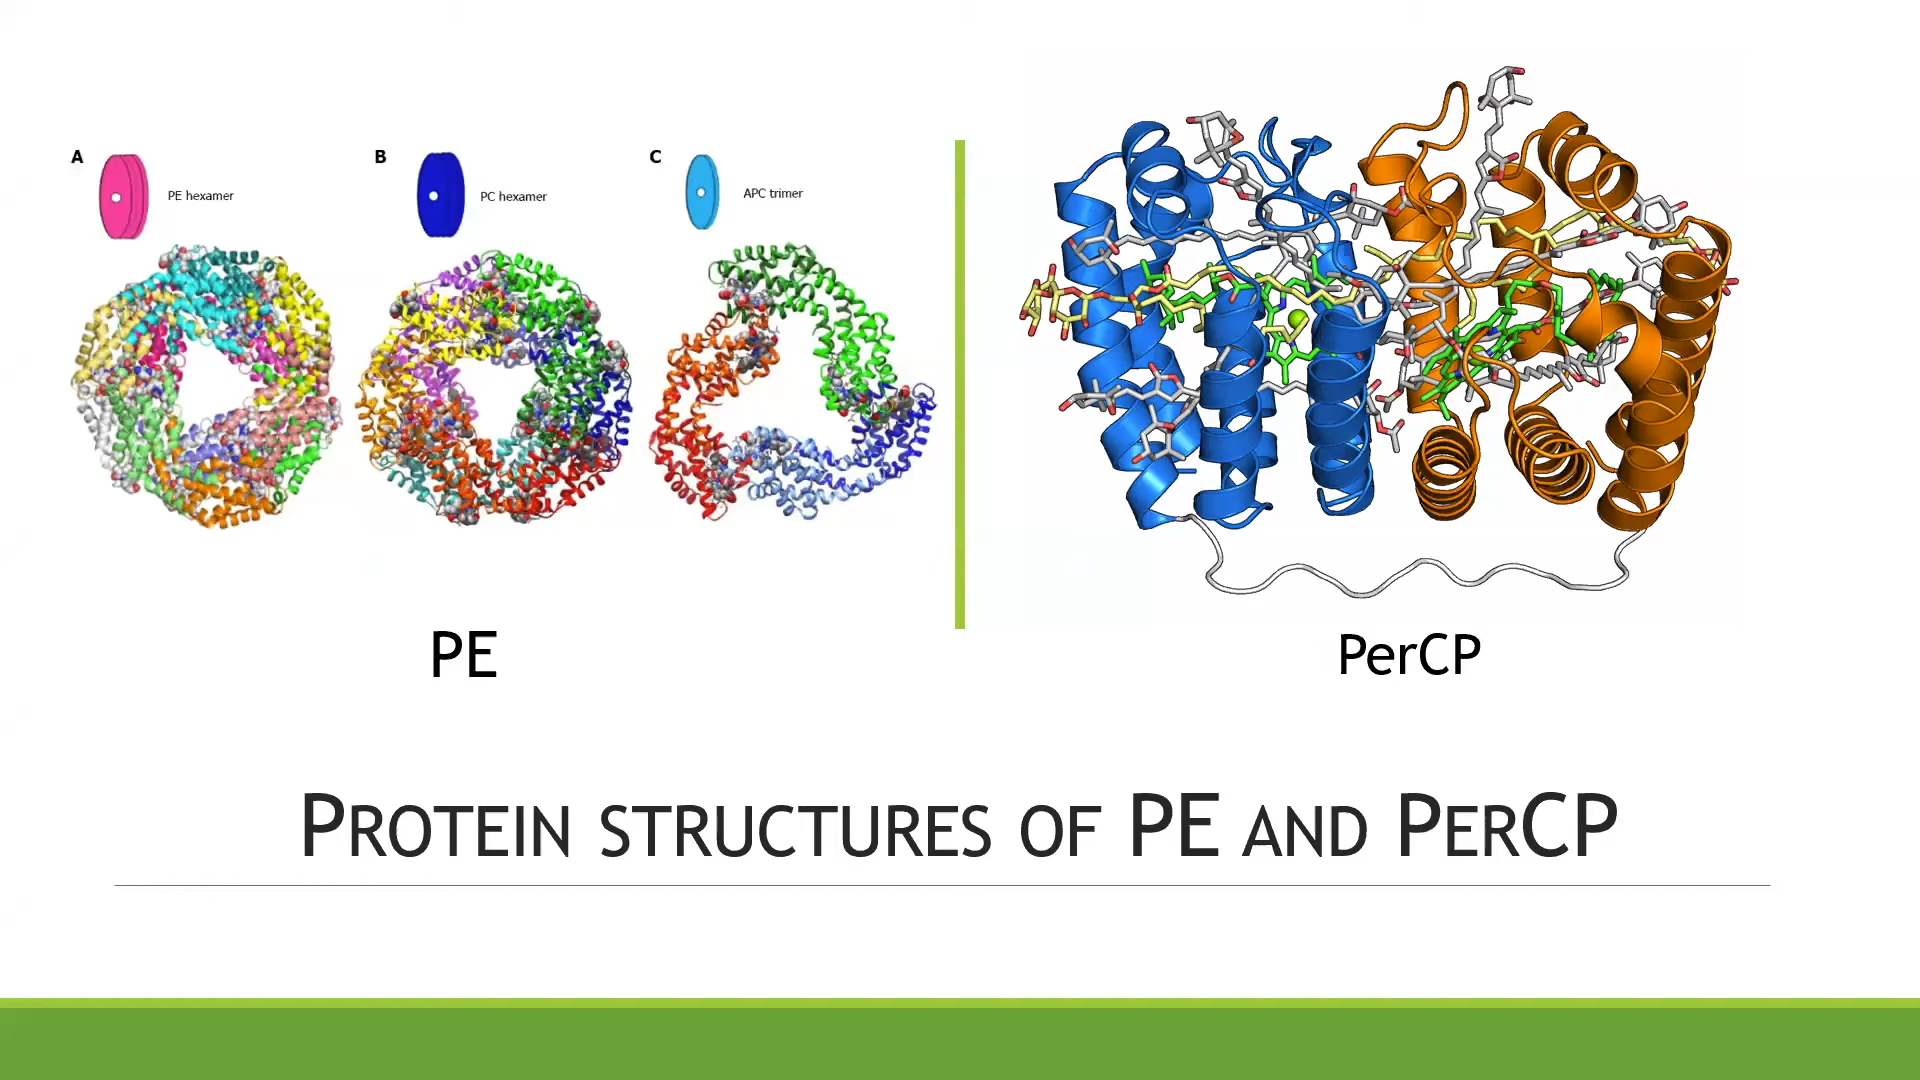 A
PE hexamer
B
PC hexamer
C
APC trimer
PE
PerCP
Protein structures of PE and PerCP